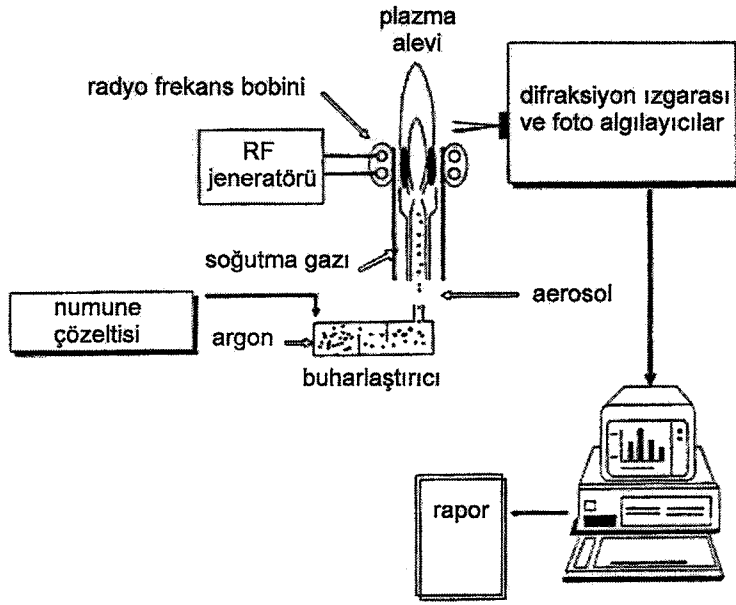 plazma
alevi
radyo frekans bobini
difraksiyon ızgarası
ve foto algılayıcılar
RF
jeneratörü
soğutma gazı
aerosol
numune
çözeltisi
argon
buharlaştırıcı
rapor